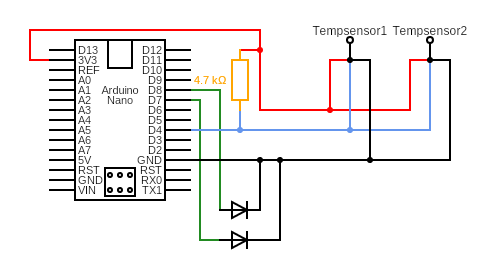 Tempsensor1 Tempsensor2
D13 D12
3V3 D11
REF D10
A0 D9
4.7 kΩ
A1 Arduino D8
A2 Nano D7
A3 D6
A4 D5
A5 D4
A6 D3
A7 D2
5V GND
RST RST
GND RX0
VIN TX1